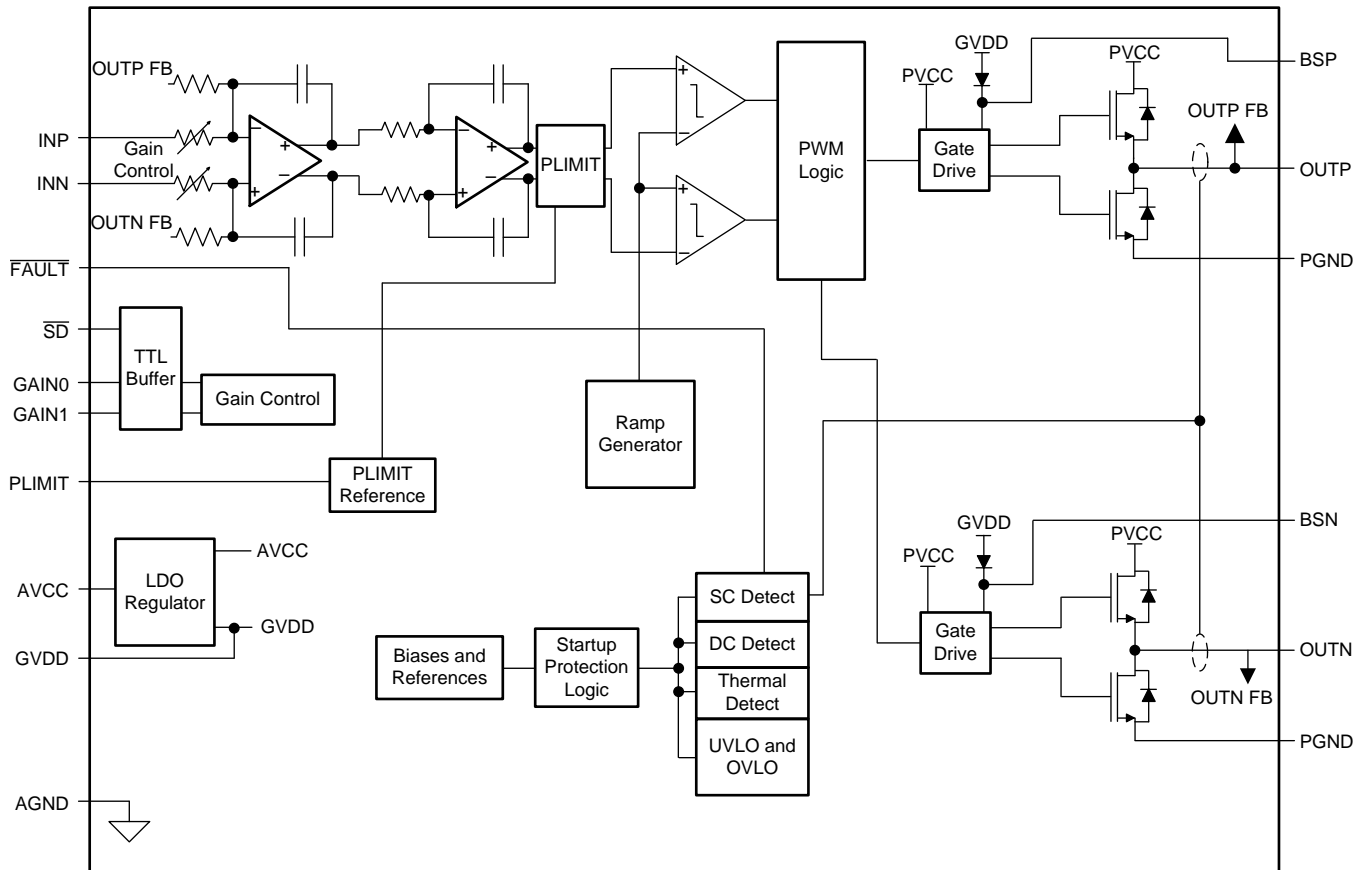 GVDD
PVCC
BSP
OUTP FB
PVCC
OUTP FB
INP
Gain
Control
PLIMIT
PWM
Logic
Gate
Drive
OUTP
INN
OUTN FB
PGND
FAULT
SD
TTL
Buffer
GAIN0
GAIN1
Gain Control
Ramp
Generator
PLIMIT
PLIMIT
Reference
BSN
GVDD
PVCC
PVCC
AVCC
LDO
Regulator
AVCC
GVDD
GVDD
SC Detect
DC Detect
Thermal
Detect
UVLO and
OVLO
Biases and
References
Startup
Protection
Logic
Gate
Drive
OUTN
OUTN FB
PGND
AGND